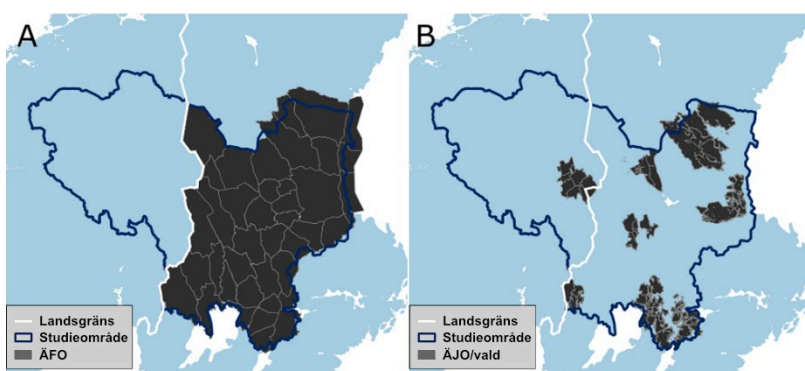 A
Landsgräns
Studieområde
ÄFO
B
Landsgräns
Studieområde
ÄJO/vald